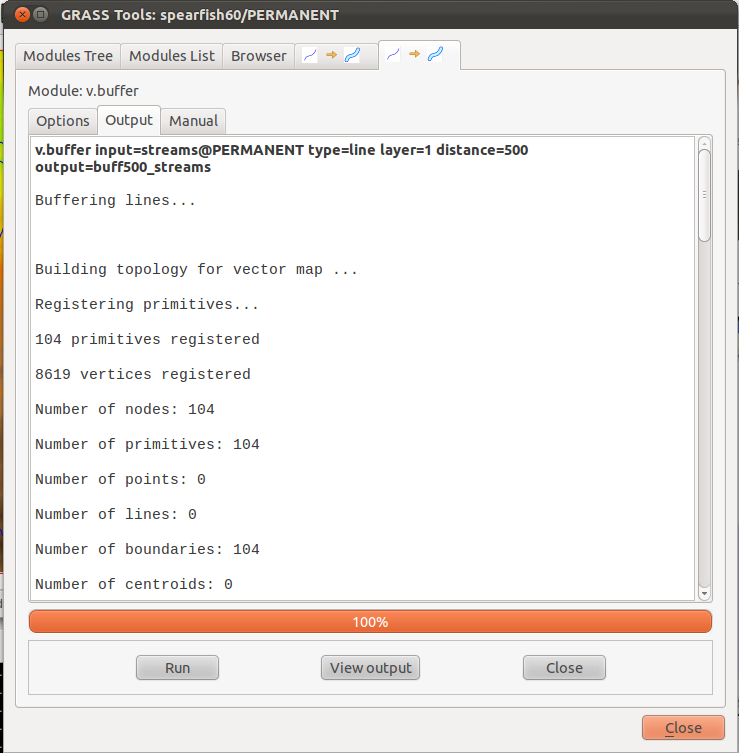 GRASS Tools: spearfish60/PERMANENT
Modules Tree Modules List Browser
Module: v.buffer
Options Output Manual
v.buffer input=streams@PERMANENT type=line layer=1 distance=500
output=buff500_streams
Buffering lines...
Building topology for vector map ...
Registering primitives...
104 primitives registered
8619 vertices registered
Number of nodes: 104
Number of primitives: 104
Number of points: 0
Number of lines: 0
Number of boundaries: 104
Number of centroids: 0
100%
Run View output Close
Close